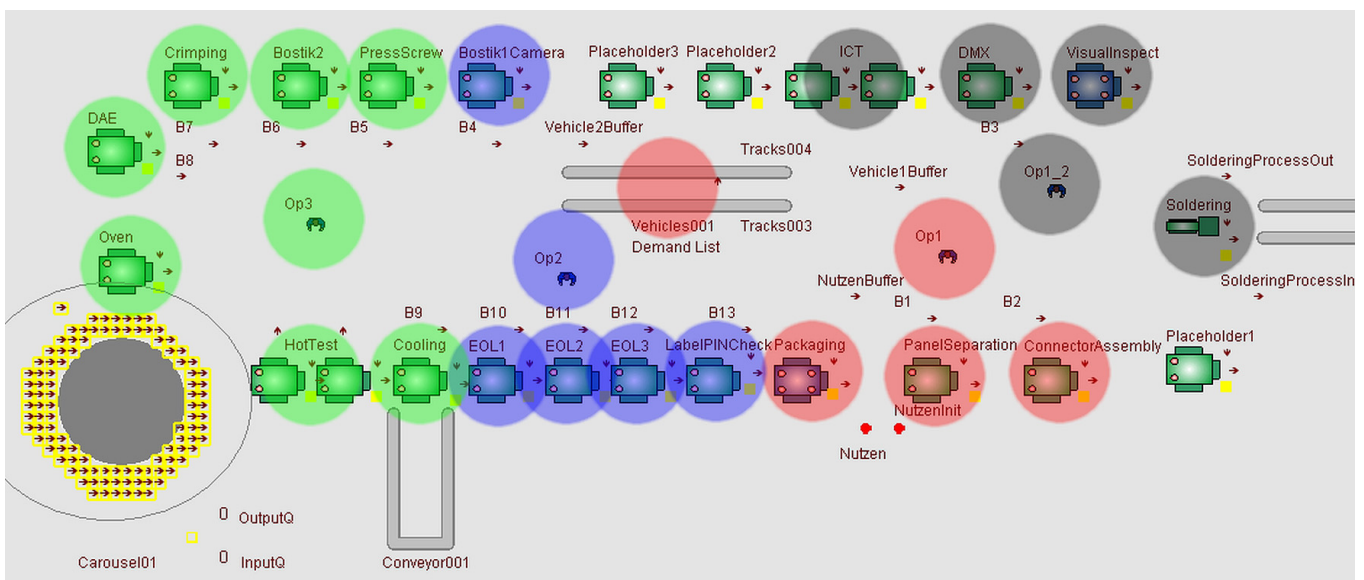 Crimping
Bostik2
PressScrew
Bostik1Camera
Placeholder3
Placeholder2
ICT
DMX
VisualInspect
DAE
B7
B6
B5
B4
Vehicle2Buffer
B3
B8
Tracks004
SolderingProcessOut
Vehicle1Buffer
Op1_2
Op3
Soldering
Vehicles001
Tracks003
Demand List
Oven
Op2
Op1
NutzenBuffer
SolderingProcessIn
B9
B10
B11
B12
B13
B1
B2
HotTest
Cooling
EOL1
EOL2
EOL3
LabelPINCheck
Packaging
PanelSeparation
ConnectorAssembly
Placeholder1
NutzenInit
Nutzen
0 OutputQ
0 InputQ
Carousel01
Conveyor001